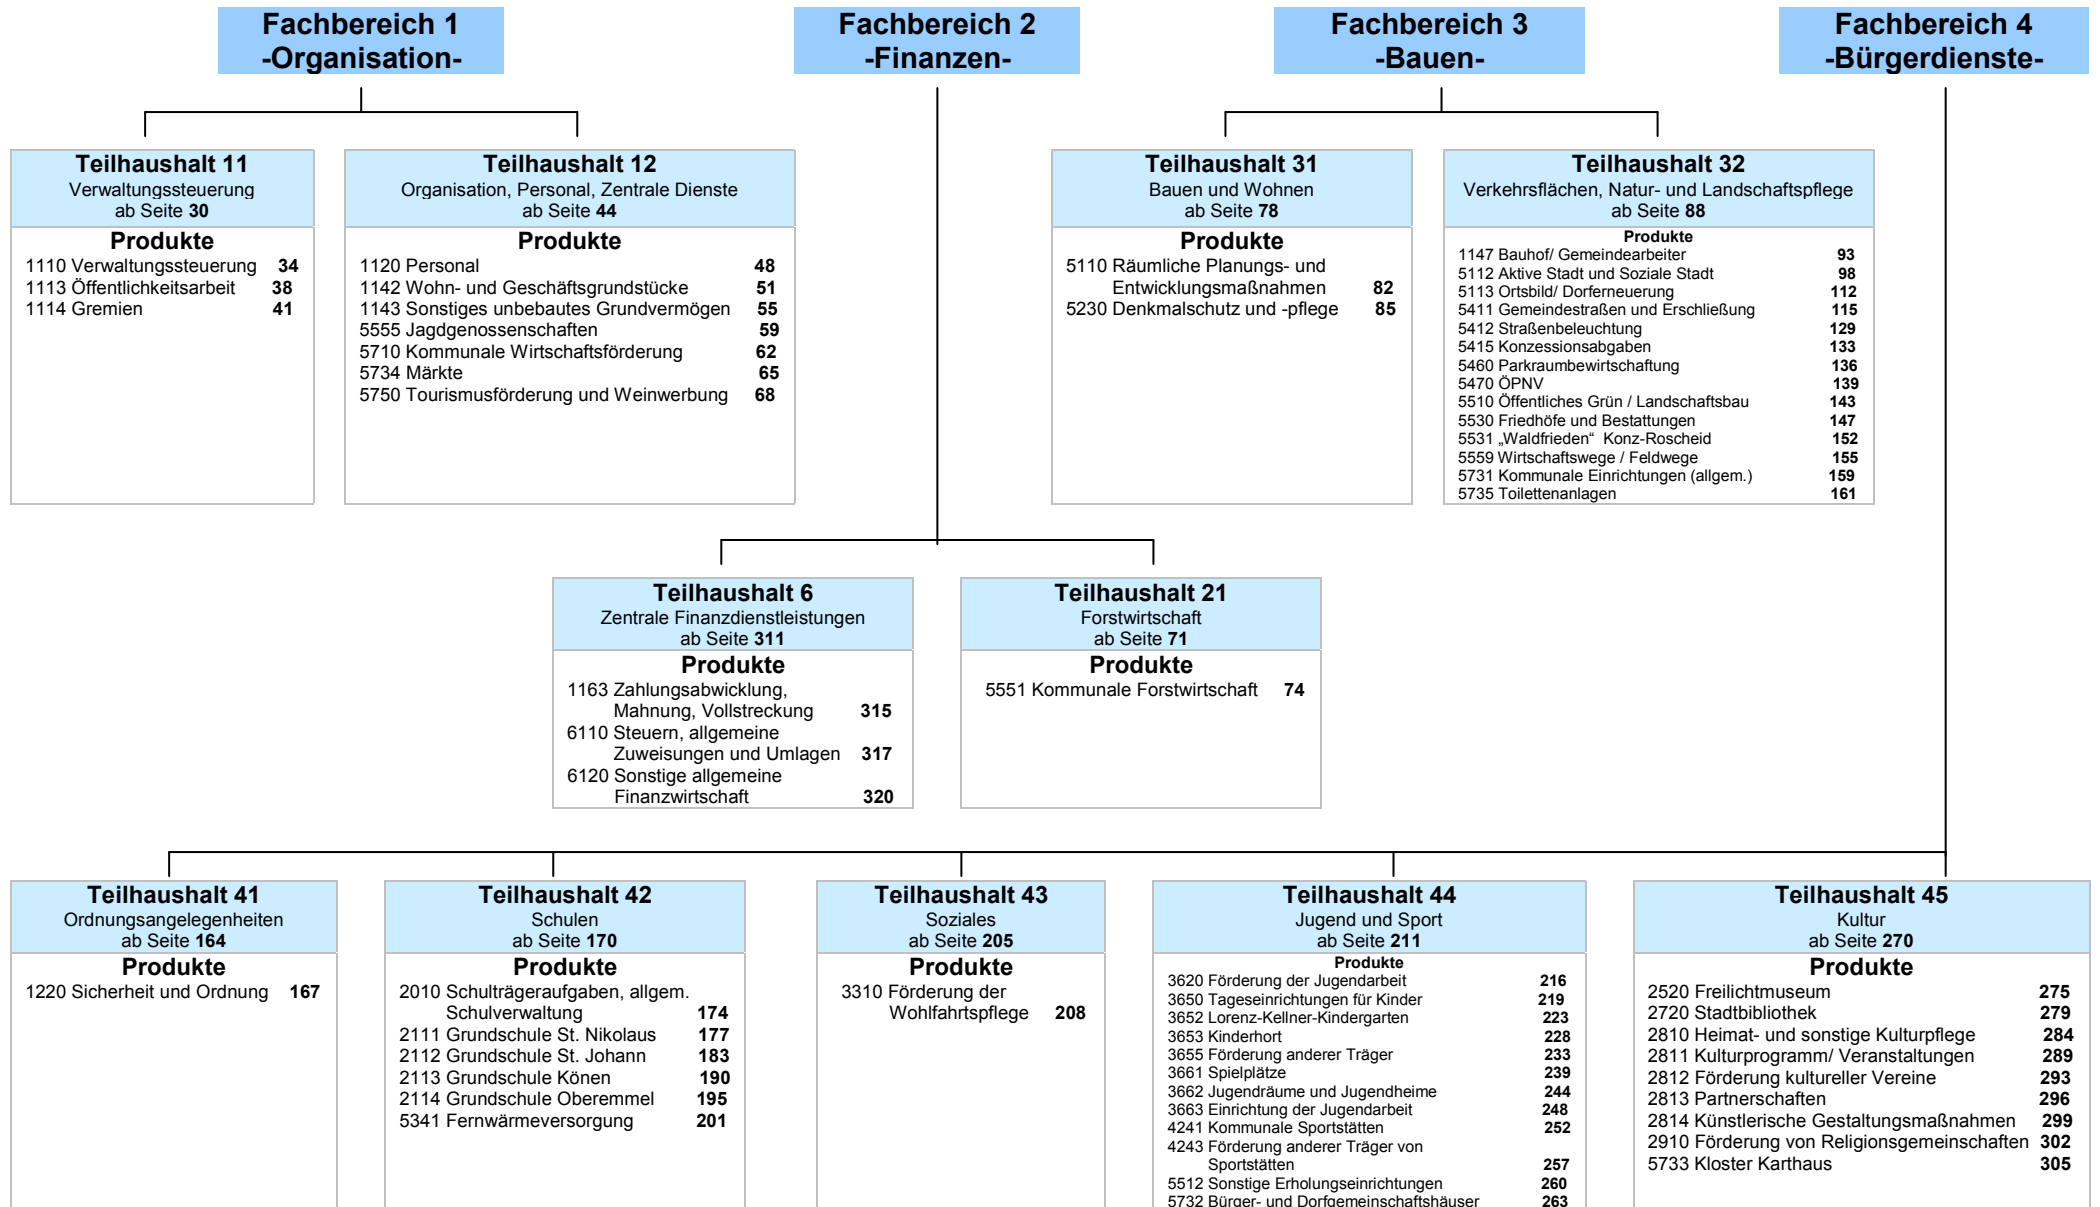 Fachbereich 1
-Organisation-
Fachbereich 2
-Finanzen-
Fachbereich 3
-Bauen-
Fachbereich 4
-Bürgerdienste-
Teilhaushalt 11
Verwaltungssteuerung
ab Seite 30
Produkte
1110 Verwaltungssteuerung 34
1113 Öffentlichkeitsarbeit 38
1114 Gremien 41
Teilhaushalt 12
Organisation, Personal, Zentrale Dienste
ab Seite 44
Produkte
1120 Personal 48
1142 Wohn- und Geschäftsgrundstücke 51
1143 Sonstiges unbebautes Grundvermögen 55
5555 Jagdgenossenschaften 59
5710 Kommunale Wirtschaftsförderung 62
5734 Märkte 65
5750 Tourismusförderung und Weinwerbung 68
Teilhaushalt 31
Bauen und Wohnen
ab Seite 78
Produkte
5110 Räumliche Planungs- und
Entwicklungsmaßnahmen 82
5230 Denkmalschutz und -pflege 85
Teilhaushalt 32
Verkehrsflächen, Natur- und Landschaftspflege
ab Seite 88
Produkte
1147 Bauhof/ Gemeindearbeiter 93
5112 Aktive Stadt und Soziale Stadt 98
5113 Ortsbild/ Dorferneuerung 112
5411 Gemeindestraßen und Erschließung 115
5412 Straßenbeleuchtung 129
5415 Konzessionsabgaben 133
5460 Parkraumbewirtschaftung 136
5470 ÖPNV 139
5510 Öffentliches Grün / Landschaftsbau 143
5530 Friedhöfe und Bestattungen 147
5531 „Waldfrieden“ Konz-Roscheid 152
5559 Wirtschaftswege / Feldwege 155
5731 Kommunale Einrichtungen (allgem.) 159
5735 Toilettenanlagen 161
Teilhaushalt 6
Zentrale Finanzdienstleistungen
ab Seite 311
Produkte
1163 Zahlungsabwicklung,
Mahnung, Vollstreckung 315
6110 Steuern, allgemeine
Zuweisungen und Umlagen 317
6120 Sonstige allgemeine
Finanzwirtschaft 320
Teilhaushalt 21
Forstwirtschaft
ab Seite 71
Produkte
5551 Kommunale Forstwirtschaft 74
Teilhaushalt 41
Ordnungsangelegenheiten
ab Seite 164
Produkte
1220 Sicherheit und Ordnung 167
Teilhaushalt 42
Schulen
ab Seite 170
Produkte
2010 Schulträgeraufgaben, allgem.
Schulverwaltung 174
2111 Grundschule St. Nikolaus 177
2112 Grundschule St. Johann 183
2113 Grundschule Könen 190
2114 Grundschule Oberemmel 195
5341 Fernwärmeversorgung 201
Teilhaushalt 43
Soziales
ab Seite 205
Produkte
3310 Förderung der
Wohlfahrtspflege 208
Teilhaushalt 44
Jugend und Sport
ab Seite 211
Produkte
3620 Förderung der Jugendarbeit 216
3650 Tageseinrichtungen für Kinder 219
3652 Lorenz-Kellner-Kindergarten 223
3653 Kinderhort 228
3655 Förderung anderer Träger 233
3661 Spielplätze 239
3662 Jugendräume und Jugendheime 244
3663 Einrichtung der Jugendarbeit 248
4241 Kommunale Sportstätten 252
4243 Förderung anderer Träger von
Sportstätten 257
5512 Sonstige Erholungseinrichtungen 260
5732 Bürger- und Dorfgemeinschaftshäuser 263
Teilhaushalt 45
Kultur
ab Seite 270
Produkte
2520 Freilichtmuseum 275
2720 Stadtbibliothek 279
2810 Heimat- und sonstige Kulturpflege 284
2811 Kulturprogramm/ Veranstaltungen 289
2812 Förderung kultureller Vereine 293
2813 Partnerschaften 296
2814 Künstlerische Gestaltungsmaßnahmen 299
2910 Förderung von Religionsgemeinschaften 302
5733 Kloster Karthaus 305